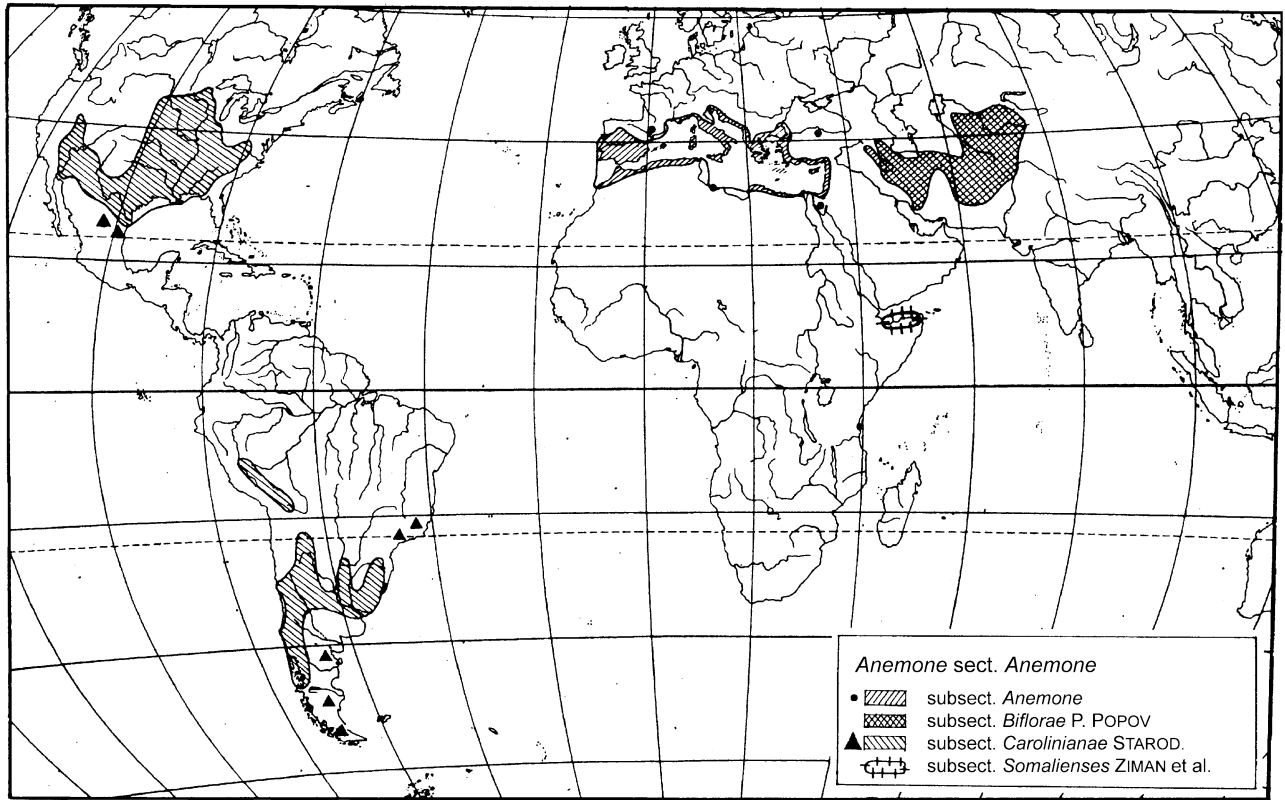 Anemone sect. Anemone
subsect. Anemone
subsect. Biflorae P. POPOV
subsect. Carolinianae STAROD.
subsect. Somalienses ZIMAN et al.